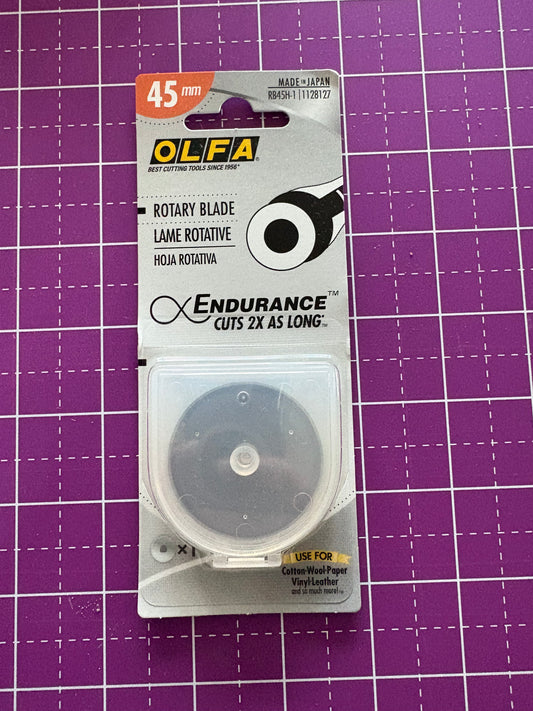 45 mm
MADE IN JAPAN
RB45H-1 | 1128127
OLFA®
BEST CUTTING TOOLS SINCE 1956*
ROTARY BLADE
LAME ROTATIVE
HOJA ROTATIVA
ENDURANCE™
CUTS 2X AS LONG™
×1
USE FOR
Cotton·Wool·Paper
Vinyl·Leather
and so much more!™